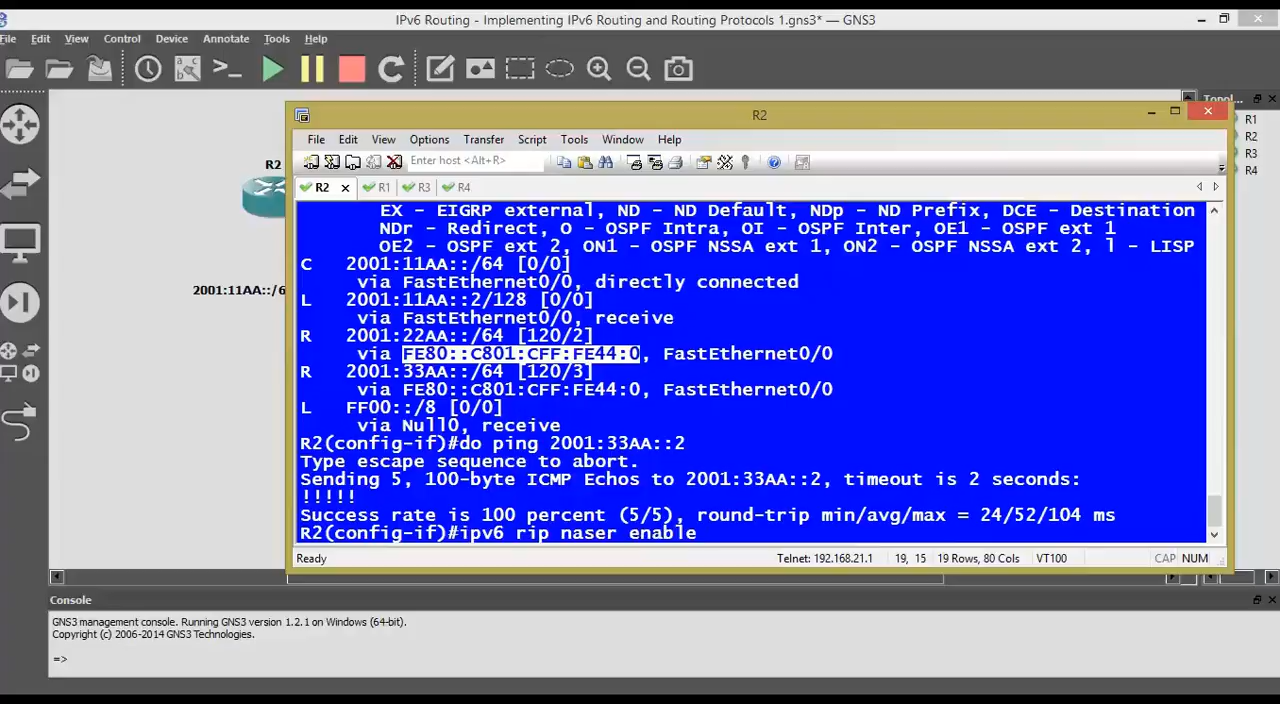 IPv6 Routing - Implementing IPv6 Routing and Routing Protocols 1.gns3* — GNS3
File Edit View Control Device Annotate Tools Help
Topol...
R1
R2
R3
R4
R2
2001:11AA::/6
R2
File Edit View Options Transfer Script Tools Window Help
Enter host <Alt+R>
R2 R1 R3 R4
EX - EIGRP external, ND - ND Default, NDp - ND Prefix, DCE - Destination
NDr - Redirect, O - OSPF Intra, OI - OSPF Inter, OE1 - OSPF ext 1
OE2 - OSPF ext 2, ON1 - OSPF NSSA ext 1, ON2 - OSPF NSSA ext 2, l - LISP
C 2001:11AA::/64 [0/0]
via FastEthernet0/0, directly connected
L 2001:11AA::2/128 [0/0]
via FastEthernet0/0, receive
R 2001:22AA::/64 [120/2]
via FE80::C801:CFF:FE44:0, FastEthernet0/0
R 2001:33AA::/64 [120/3]
via FE80::C801:CFF:FE44:0, FastEthernet0/0
L FF00::/8 [0/0]
via Null0, receive
R2(config-if)#do ping 2001:33AA::2
Type escape sequence to abort.
Sending 5, 100-byte ICMP Echos to 2001:33AA::2, timeout is 2 seconds:
!!!!!
Success rate is 100 percent (5/5), round-trip min/avg/max = 24/52/104 ms
R2(config-if)#ipv6 rip naser enable
Ready Telnet: 192.168.21.1 19, 15 19 Rows, 80 Cols VT100 CAP NUM
Console
GNS3 management console. Running GNS3 version 1.2.1 on Windows (64-bit).
Copyright (c) 2006-2014 GNS3 Technologies.
=>